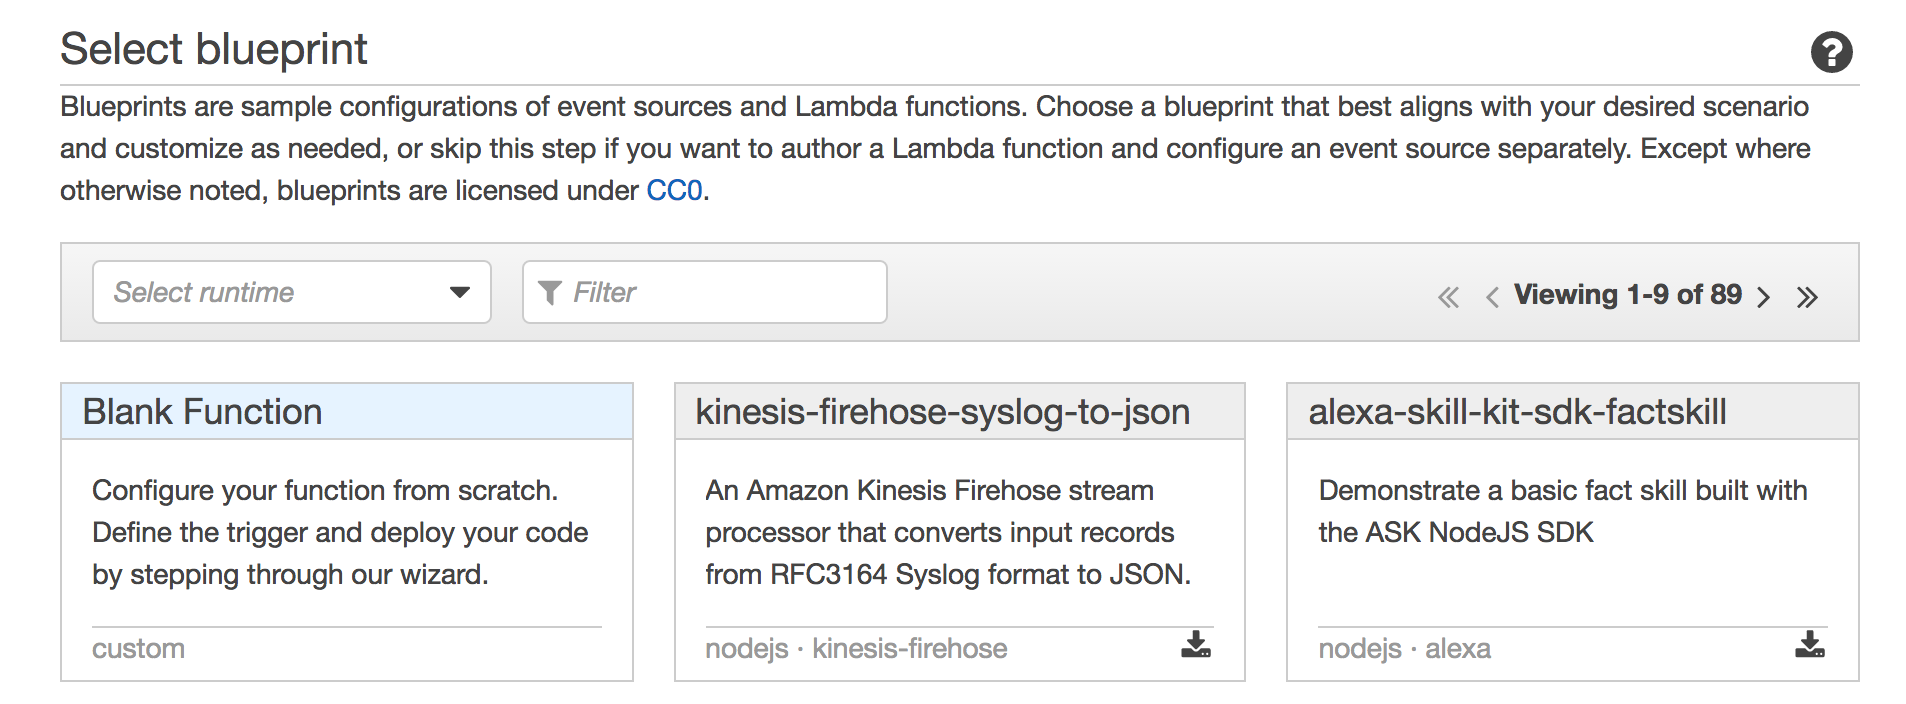 Select blueprint
Blueprints are sample configurations of event sources and Lambda functions. Choose a blueprint that best aligns with your desired scenario
and customize as needed, or skip this step if you want to author a Lambda function and configure an event source separately. Except where
otherwise noted, blueprints are licensed under CC0.
Select runtime
Filter
« ‹ Viewing 1-9 of 89 › »
Blank Function
Configure your function from scratch.
Define the trigger and deploy your code
by stepping through our wizard.
custom
kinesis-firehose-syslog-to-json
An Amazon Kinesis Firehose stream
processor that converts input records
from RFC3164 Syslog format to JSON.
nodejs · kinesis-firehose
alexa-skill-kit-sdk-factskill
Demonstrate a basic fact skill built with
the ASK NodeJS SDK
nodejs · alexa